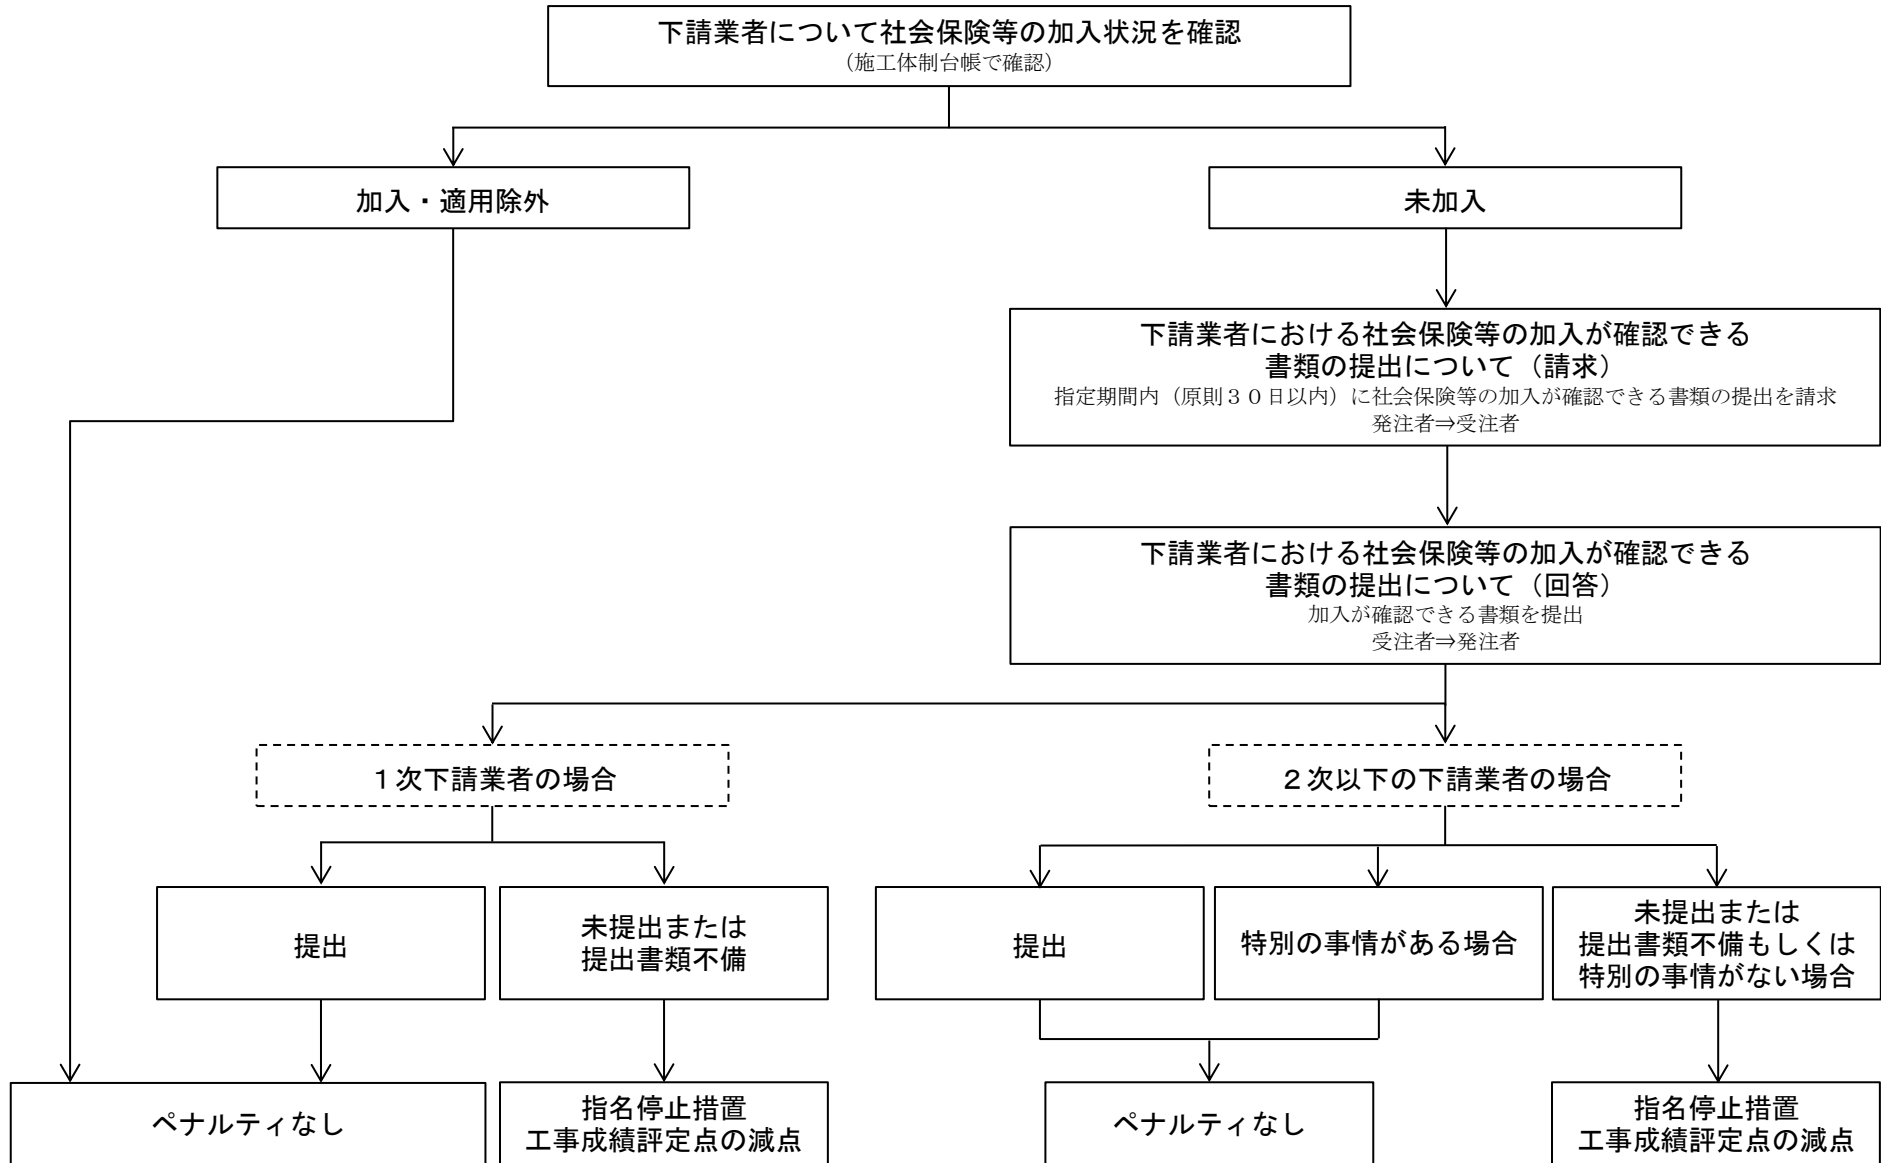 下請業者について社会保険等の加入状況を確認
（施工体制台帳で確認）
加入・適用除外
未加入
下請業者における社会保険等の加入が確認できる
書類の提出について（請求）
指定期間内（原則３０日以内）に社会保険等の加入が確認できる書類の提出を請求
発注者⇒受注者
下請業者における社会保険等の加入が確認できる
書類の提出について（回答）
加入が確認できる書類を提出
受注者⇒発注者
１次下請業者の場合
２次以下の下請業者の場合
提出
未提出または
提出書類不備
提出
特別の事情がある場合
未提出または
提出書類不備もしくは
特別の事情がない場合
ペナルティなし
指名停止措置
工事成績評定点の減点
ペナルティなし
指名停止措置
工事成績評定点の減点